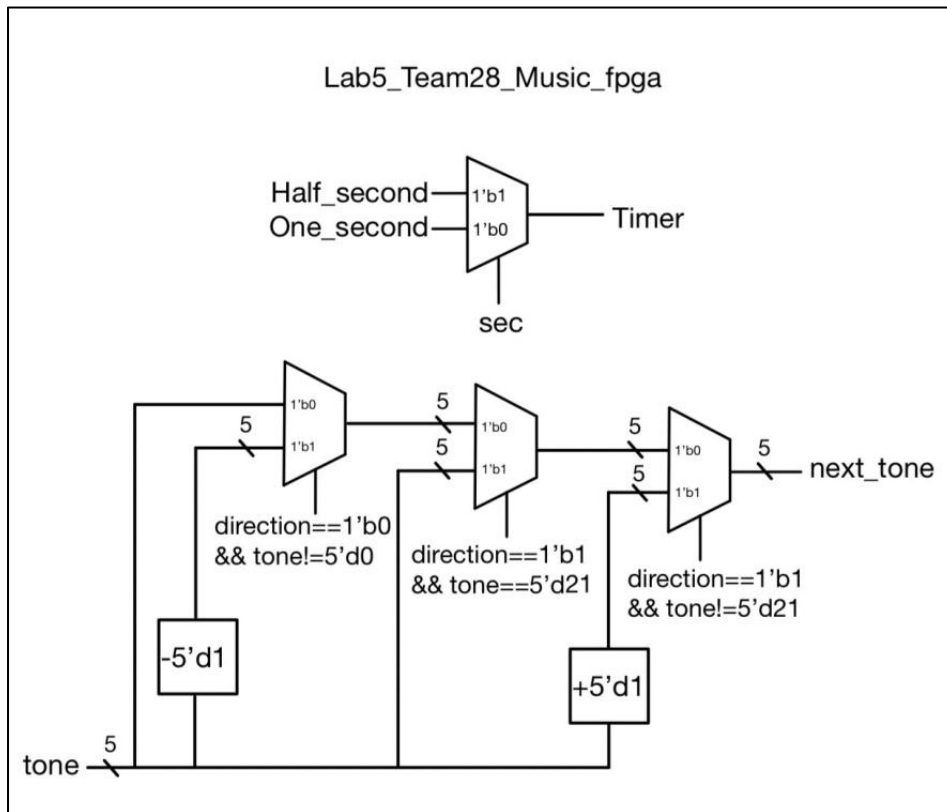 Lab5_Team28_Music_fpga
Half_second
1'b1
One_second
1'b0
Timer
sec
1'b0
5
1'b1
5
1'b0
5
1'b1
5
1'b0
5
1'b1
5
next_tone
direction==1'b0
&& tone!=5'd0
direction==1'b1
&& tone==5'd21
direction==1'b1
&& tone!=5'd21
-5'd1
+5'd1
5
tone